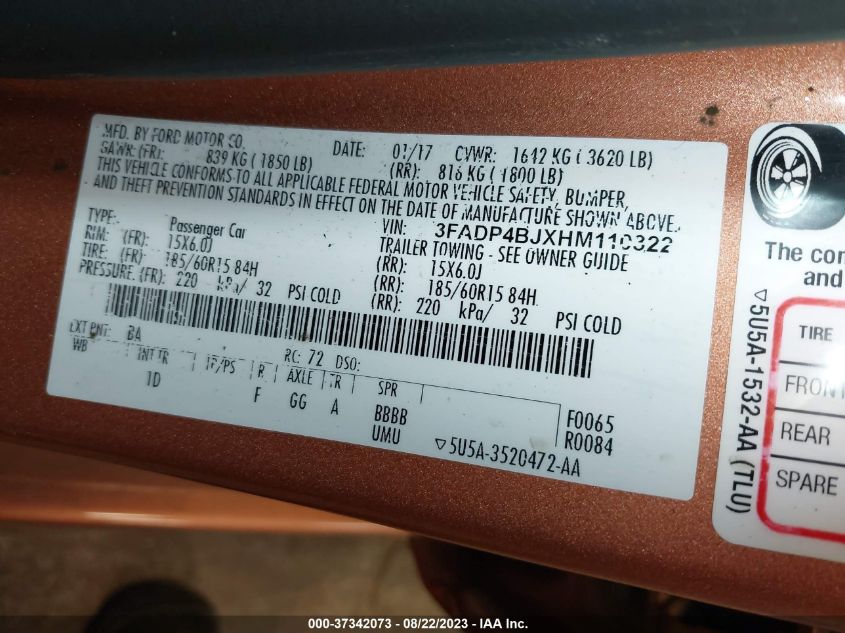 MFD. BY FORD MOTOR CO.
DATE: 01/17 GVWR: 1642 KG ( 3620 LB)
GAWR: (FR): 839 KG ( 1850 LB) (RR): 816 KG ( 1800 LB)
THIS VEHICLE CONFORMS TO ALL APPLICABLE FEDERAL MOTOR VEHICLE SAFETY, BUMPER,
AND THEFT PREVENTION STANDARDS IN EFFECT ON THE DATE OF MANUFACTURE SHOWN ABOVE.
VIN: 3FADP4BJXHM110322
TYPE: Passenger Car TRAILER TOWING - SEE OWNER GUIDE
RIM: (FR): 15X6.0J (RR): 15X6.0J
TIRE: (FR) 185/60R15 84H (RR): 185/60R15 84H
PRESSURE: (FR): 220 kPa/ 32 PSI COLD (RR): 220 kPa/ 32 PSI COLD
EXT PNT: RC: 72 DSO:
WB INT TR TP/PS R AXLE TR SPR
1D F GG A BBBB F0065
UMU R0084
5U5A-3520472-AA
The con
and
TIRE
FRONT
REAR
SPARE
5U5A-1532-AA (TLU)
000-37342073 - 08/22/2023 - IAA Inc.